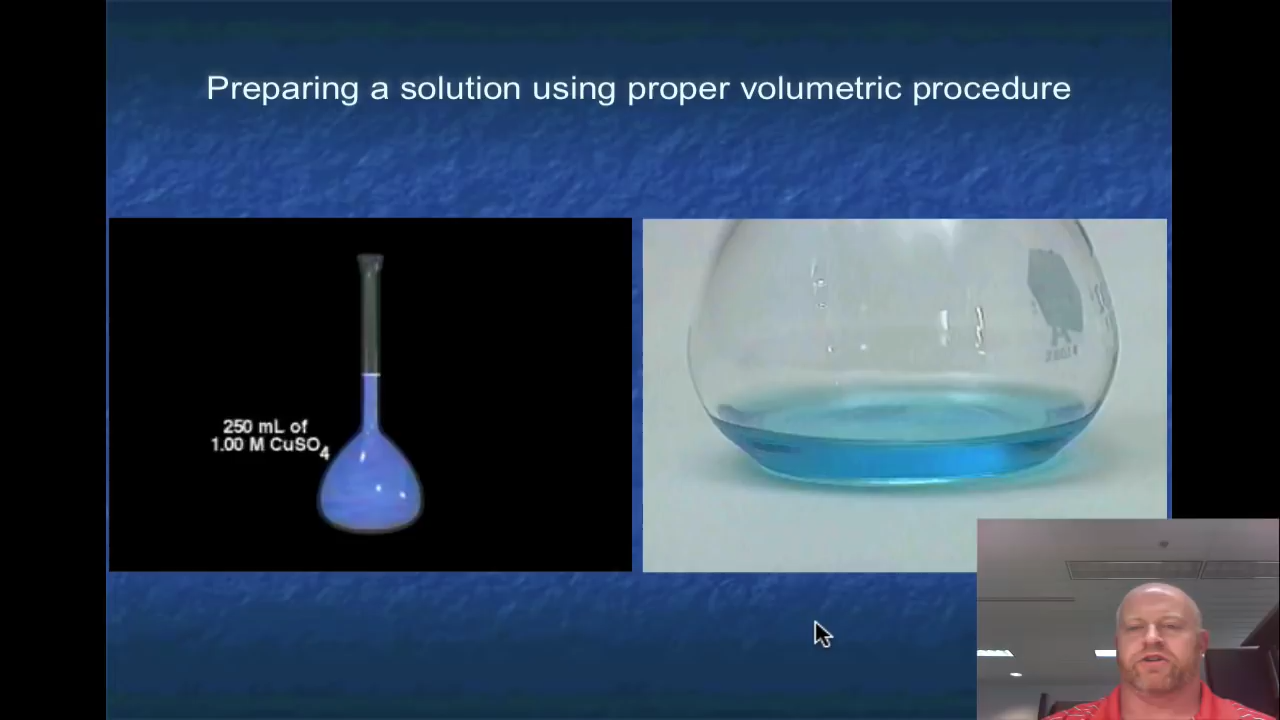 Preparing a solution using proper volumetric procedure
250 mL of
1.00 M CuSO₄